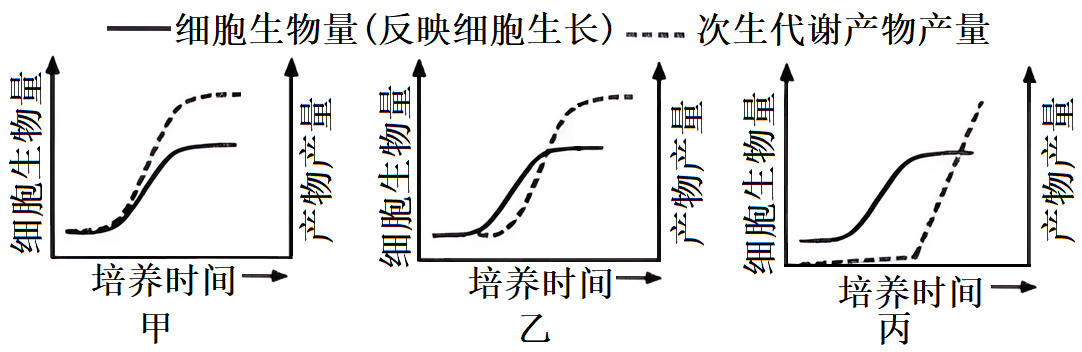 细胞生物量(反映细胞生长) 次生代谢产物产量
细胞生物量
产物产量
培养时间
甲
细胞生物量
产物产量
培养时间
乙
细胞生物量
产物产量
培养时间
丙